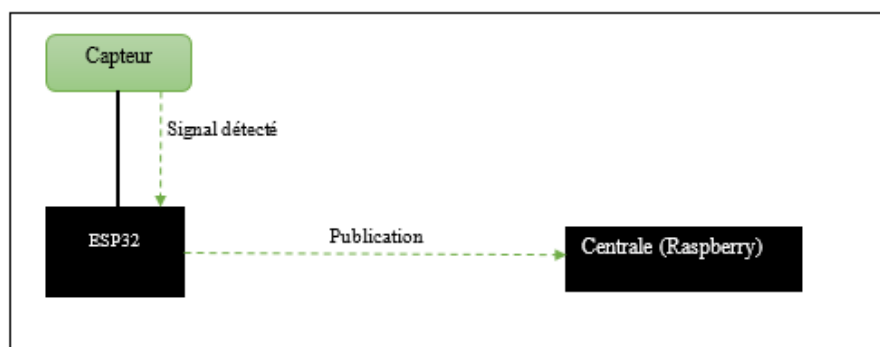 Capteur
Signal détecté
ESP32
Publication
Centrale (Raspberry)